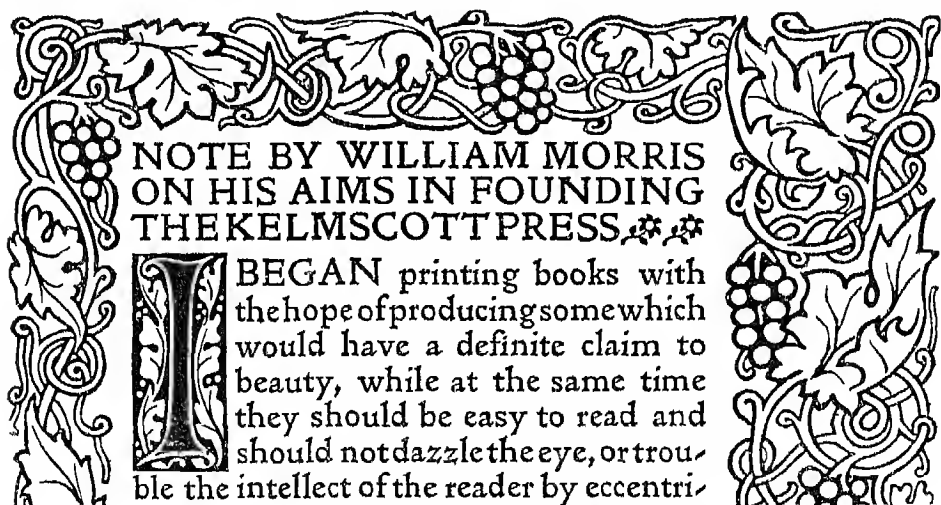 NOTE BY WILLIAM MORRIS
ON HIS AIMS IN FOUNDING
THE KELMSCOTT PRESS
I BEGAN printing books with
the hope of producing some which
would have a definite claim to
beauty, while at the same time
they should be easy to read and
should not dazzle the eye, or trou-
ble the intellect of the reader by eccentri-